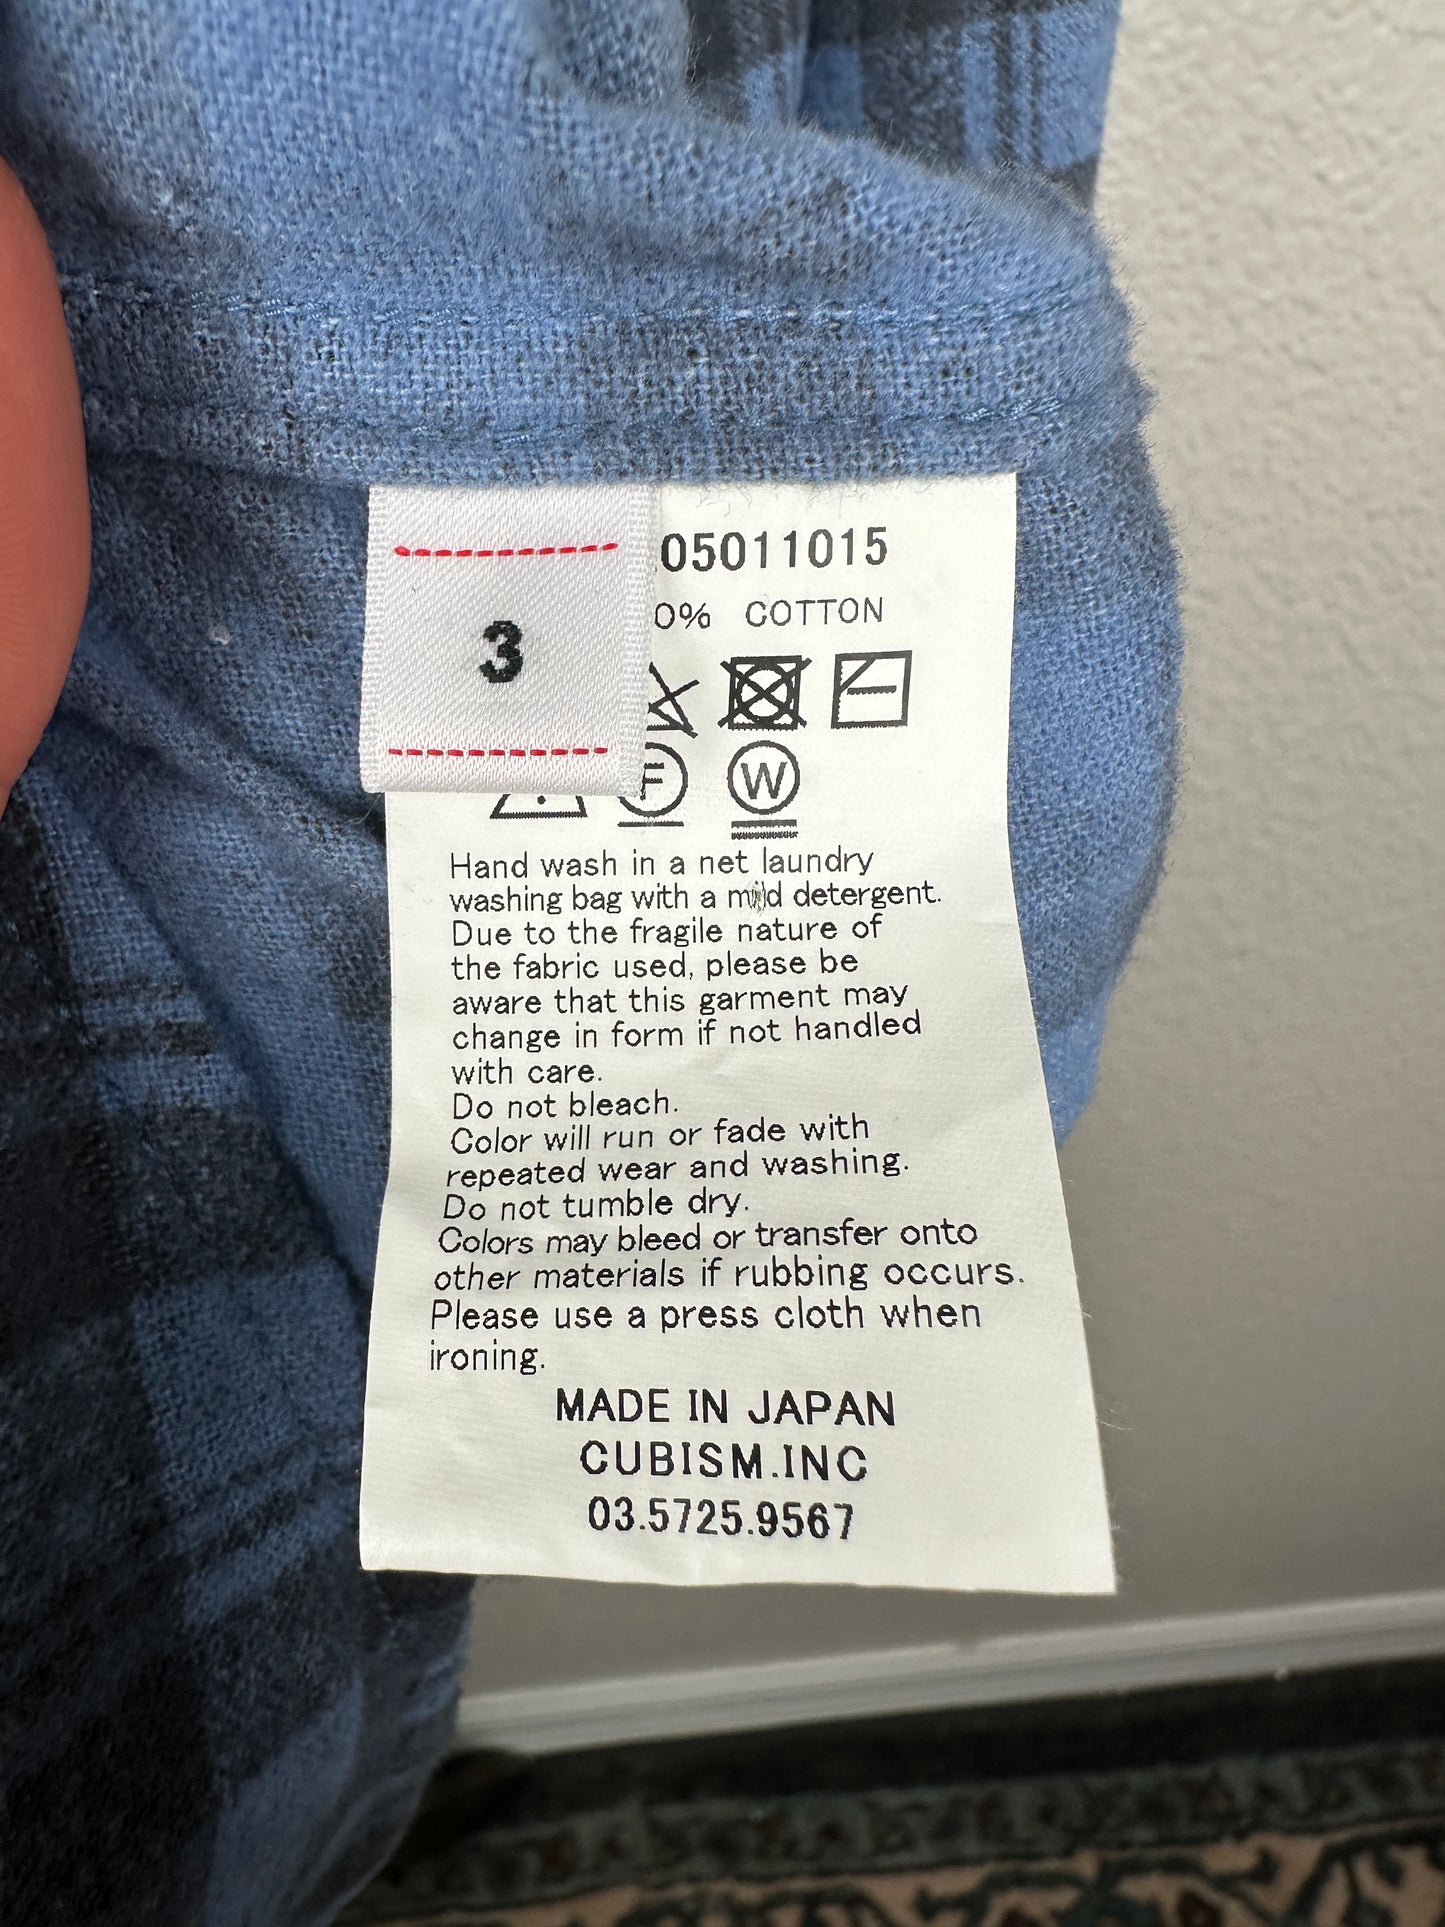 3
05011015
0% COTTON
F
W
Hand wash in a net laundry
washing bag with a mild detergent.
Due to the fragile nature of
the fabric used, please be
aware that this garment may
change in form if not handled
with care.
Do not bleach.
Color will run or fade with
repeated wear and washing.
Do not tumble dry.
Colors may bleed or transfer onto
other materials if rubbing occurs.
Please use a press cloth when
ironing.
MADE IN JAPAN
CUBISM.INC
03.5725.9567